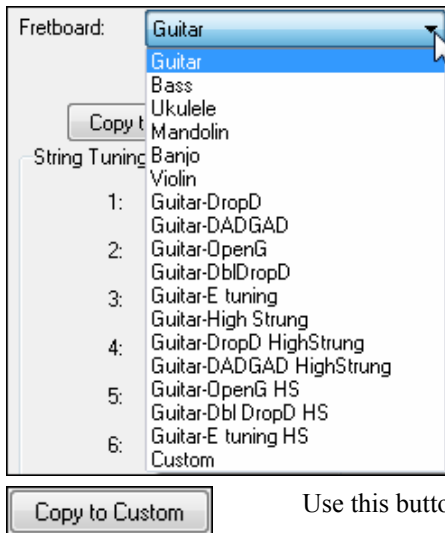 Fretboard: Guitar
Guitar
Bass
Ukulele
Copy t
Mandolin
String Tuning
Banjo
Violin
1:
Guitar-DropD
Guitar-DADGAD
2:
Guitar-OpenG
Guitar-DblDropD
3:
Guitar-E tuning
Guitar-High Strung
4:
Guitar-DropD HighStrung
Guitar-DADGAD HighStrung
5:
Guitar-OpenG HS
Guitar-Dbl DropD HS
6:
Guitar-E tuning HS
Custom
Copy to Custom Use this butto